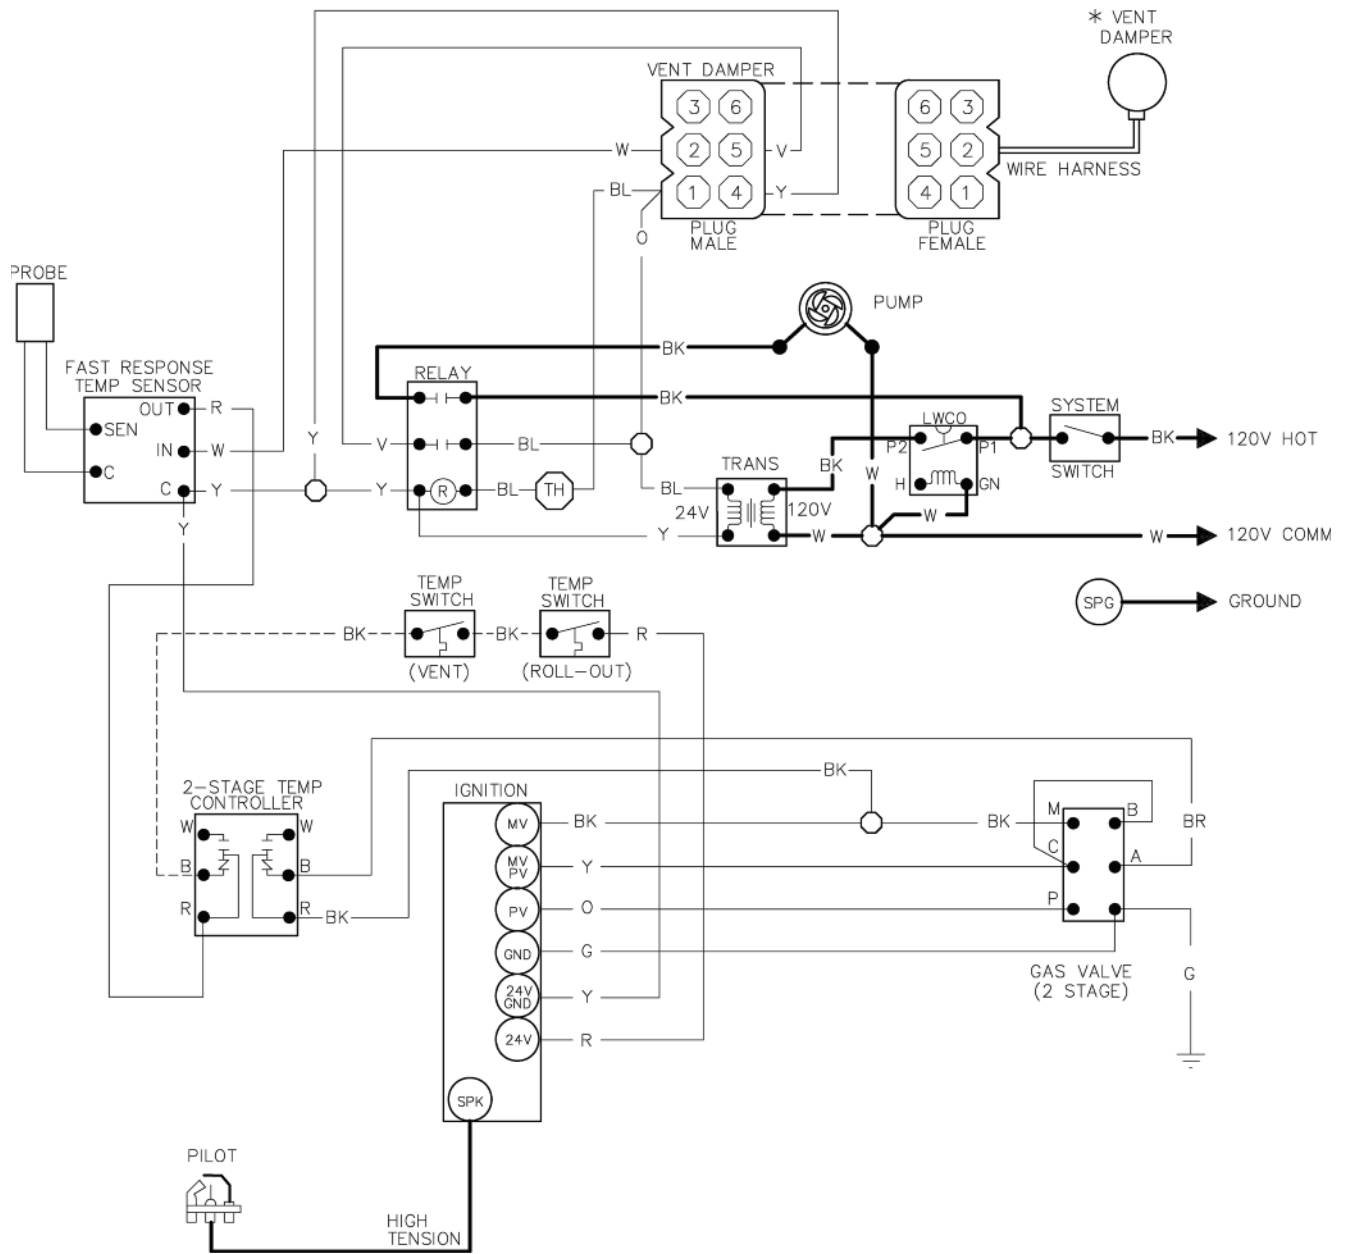 * VENT
DAMPER
VENT DAMPER
3 6
6 3
W
2 5
V
5 2
WIRE HARNESS
BL
1 4
Y
4 1
PLUG
MALE
PLUG
FEMALE
O
PROBE
PUMP
BK
FAST RESPONSE
TEMP SENSOR
RELAY
OUT
R
BK
SYSTEM
LWCO
SEN
Y
V
BL
P2
P1
BK
120V HOT
IN
W
TRANS
BK
W
SWITCH
C
C
Y
Y
R
BL
TH
BL
24V
120V
H
GN
W
Y
Y
W
W
120V COMM
TEMP
SWITCH
TEMP
SWITCH
SPG
GROUND
BK
BK
R
(VENT)
(ROLL-OUT)
2-STAGE TEMP
CONTROLLER
IGNITION
BK
W
W
MV
BK
BK
M
B
BR
B
B
MV
PV
Y
C
A
R
R
BK
PV
O
P
GND
G
GAS VALVE
(2 STAGE)
G
24V
GND
Y
24V
R
SPK
PILOT
HIGH
TENSION